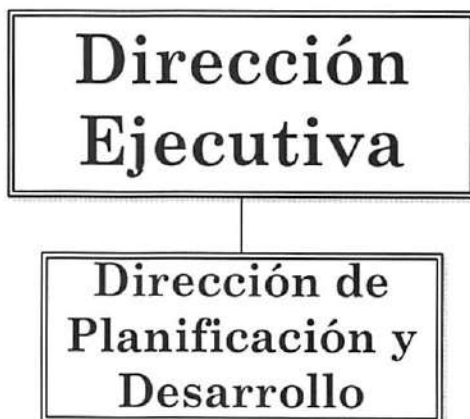 Dirección
Ejecutiva
Dirección de
Planificación y
Desarrollo